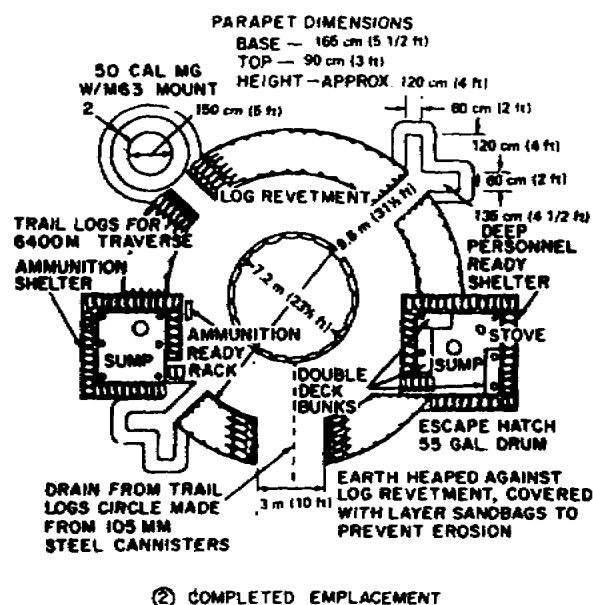 PARAPET DIMENSIONS
BASE — 165 cm (5 1/2 ft)
TOP — 90 cm (3 ft)
HEIGHT—APPROX. 120 cm (4 ft)
50 CAL MG
W/M63 MOUNT
2
150 cm (5 ft)
60 cm (2 ft)
120 cm (4 ft)
60 cm (2 ft)
135 cm (4 1/2 ft)
LOG REVETMENT
TRAIL LOGS FOR
6400M TRAVERSE
AMMUNITION
SHELTER
DEEP
PERSONNEL
READY
SHELTER
9.6 m (31½ ft)
7.2 m (23½ ft)
STOVE
SUMP
AMMUNITION
READY
RACK
SUMP
DOUBLE
DECK
BUNKS
ESCAPE HATCH
55 GAL. DRUM
DRAIN FROM TRAIL
LOGS CIRCLE MADE
FROM 105 MM
STEEL CANNISTERS
3 m (10 ft)
EARTH HEAPED AGAINST
LOG REVETMENT, COVERED
WITH LAYER SANDBAGS TO
PREVENT EROSION
② COMPLETED EMPLACEMENT